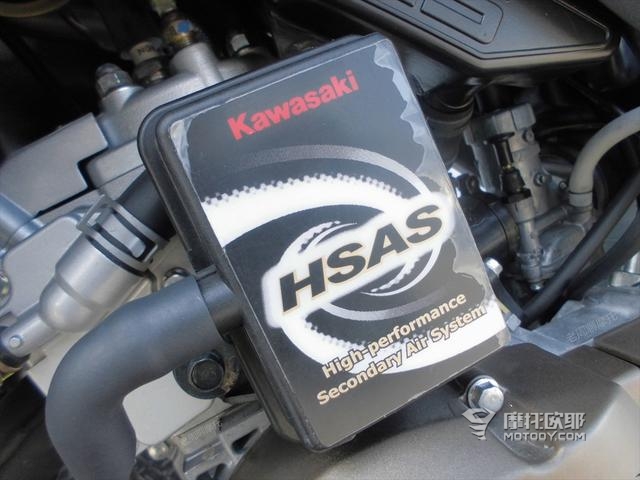 Kawasaki
HSAS
High-performance
Secondary Air System
摩托欧耶
MOTOOY.COM